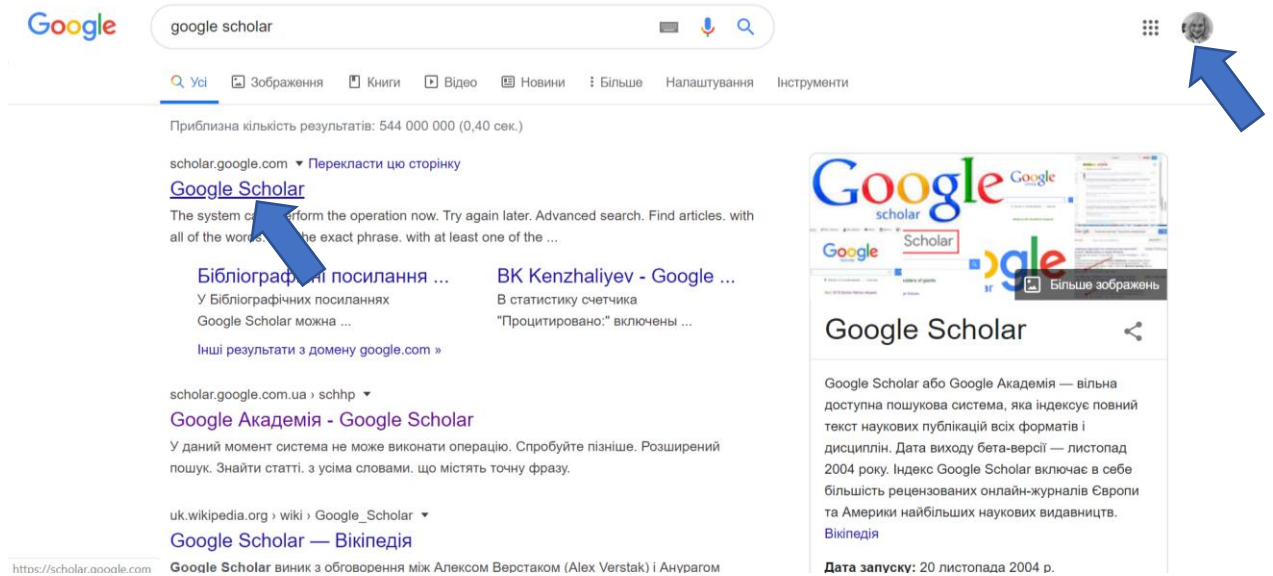 Google
google scholar
Усі Зображення Книги Відео Новини Більше Налаштування Інструменти
Приблизна кількість результатів: 544 000 000 (0,40 сек.)
scholar.google.com Перекласти цю сторінку
Google Scholar
The system the operation now. Try again later. Advanced search. Find articles. with
all of the exact phrase. with at least one of the ...
посилання ...
У Бібліографічних посиланнях
Google Scholar можна ...
BK Kenzhaliyev - Google ...
В статистику счетчика
"Процитировано:" включены ...
Інші результати з домену google.com »
scholar.google.com.ua › schhp
Google Академія - Google Scholar
У даний момент система не може виконати операцію. Спробуйте пізніше. Розширений
пошук. Знайти статті. з усіма словами. що містять точну фразу.
uk.wikipedia.org › wiki › Google_Scholar
Google Scholar — Вікіпедія
Google Scholar виник з обговорення між Алексом Верстаком (Alex Verstak) і Анурагом
https://scholar.google.com
Google
scholar
Google
Google
Scholar
Більше зображень
Google Scholar
Google Scholar або Google Академія — вільна
доступна пошукова система, яка індексує повний
текст наукових публікацій всіх форматів і
дисциплін. Дата виходу бета-версії — листопад
2004 року. Індекс Google Scholar включає в себе
більшість рецензованих онлайн-журналів Європи
та Америки найбільших наукових видавництв.
Вікіпедія
Дата запуску: 20 листопада 2004 р.